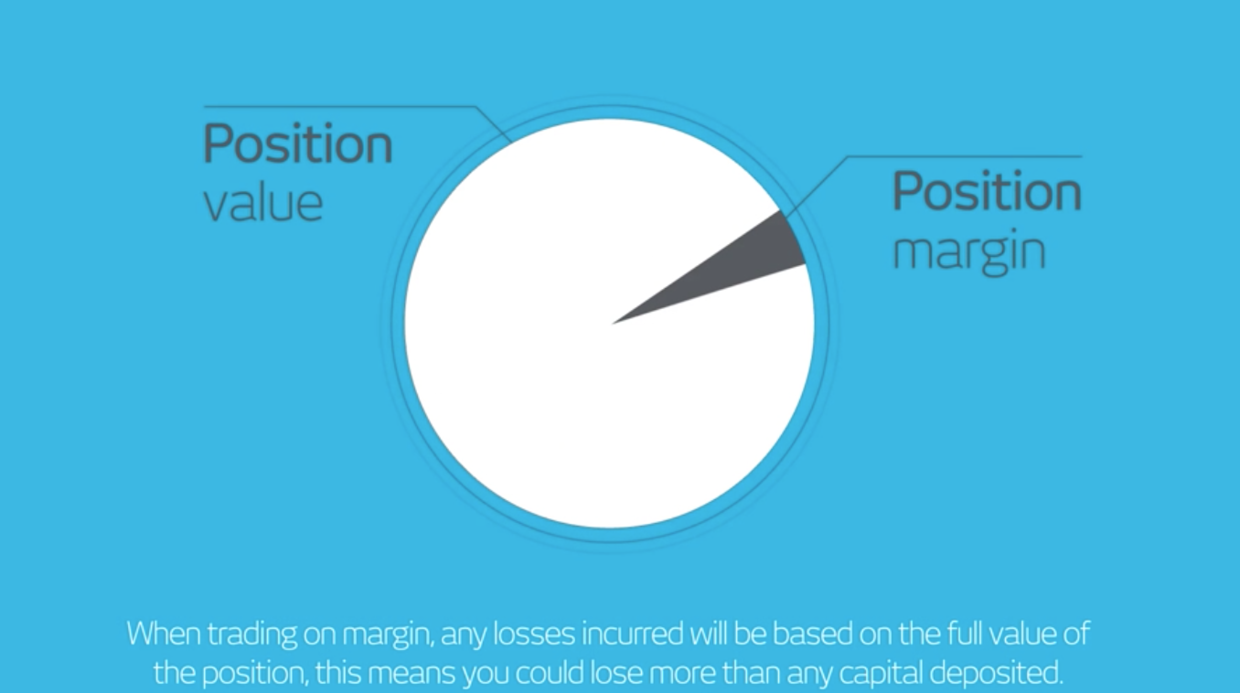 Position
value
Position
margin
When trading on margin, any losses incurred will be based on the full value of
the position, this means you could lose more than any capital deposited.